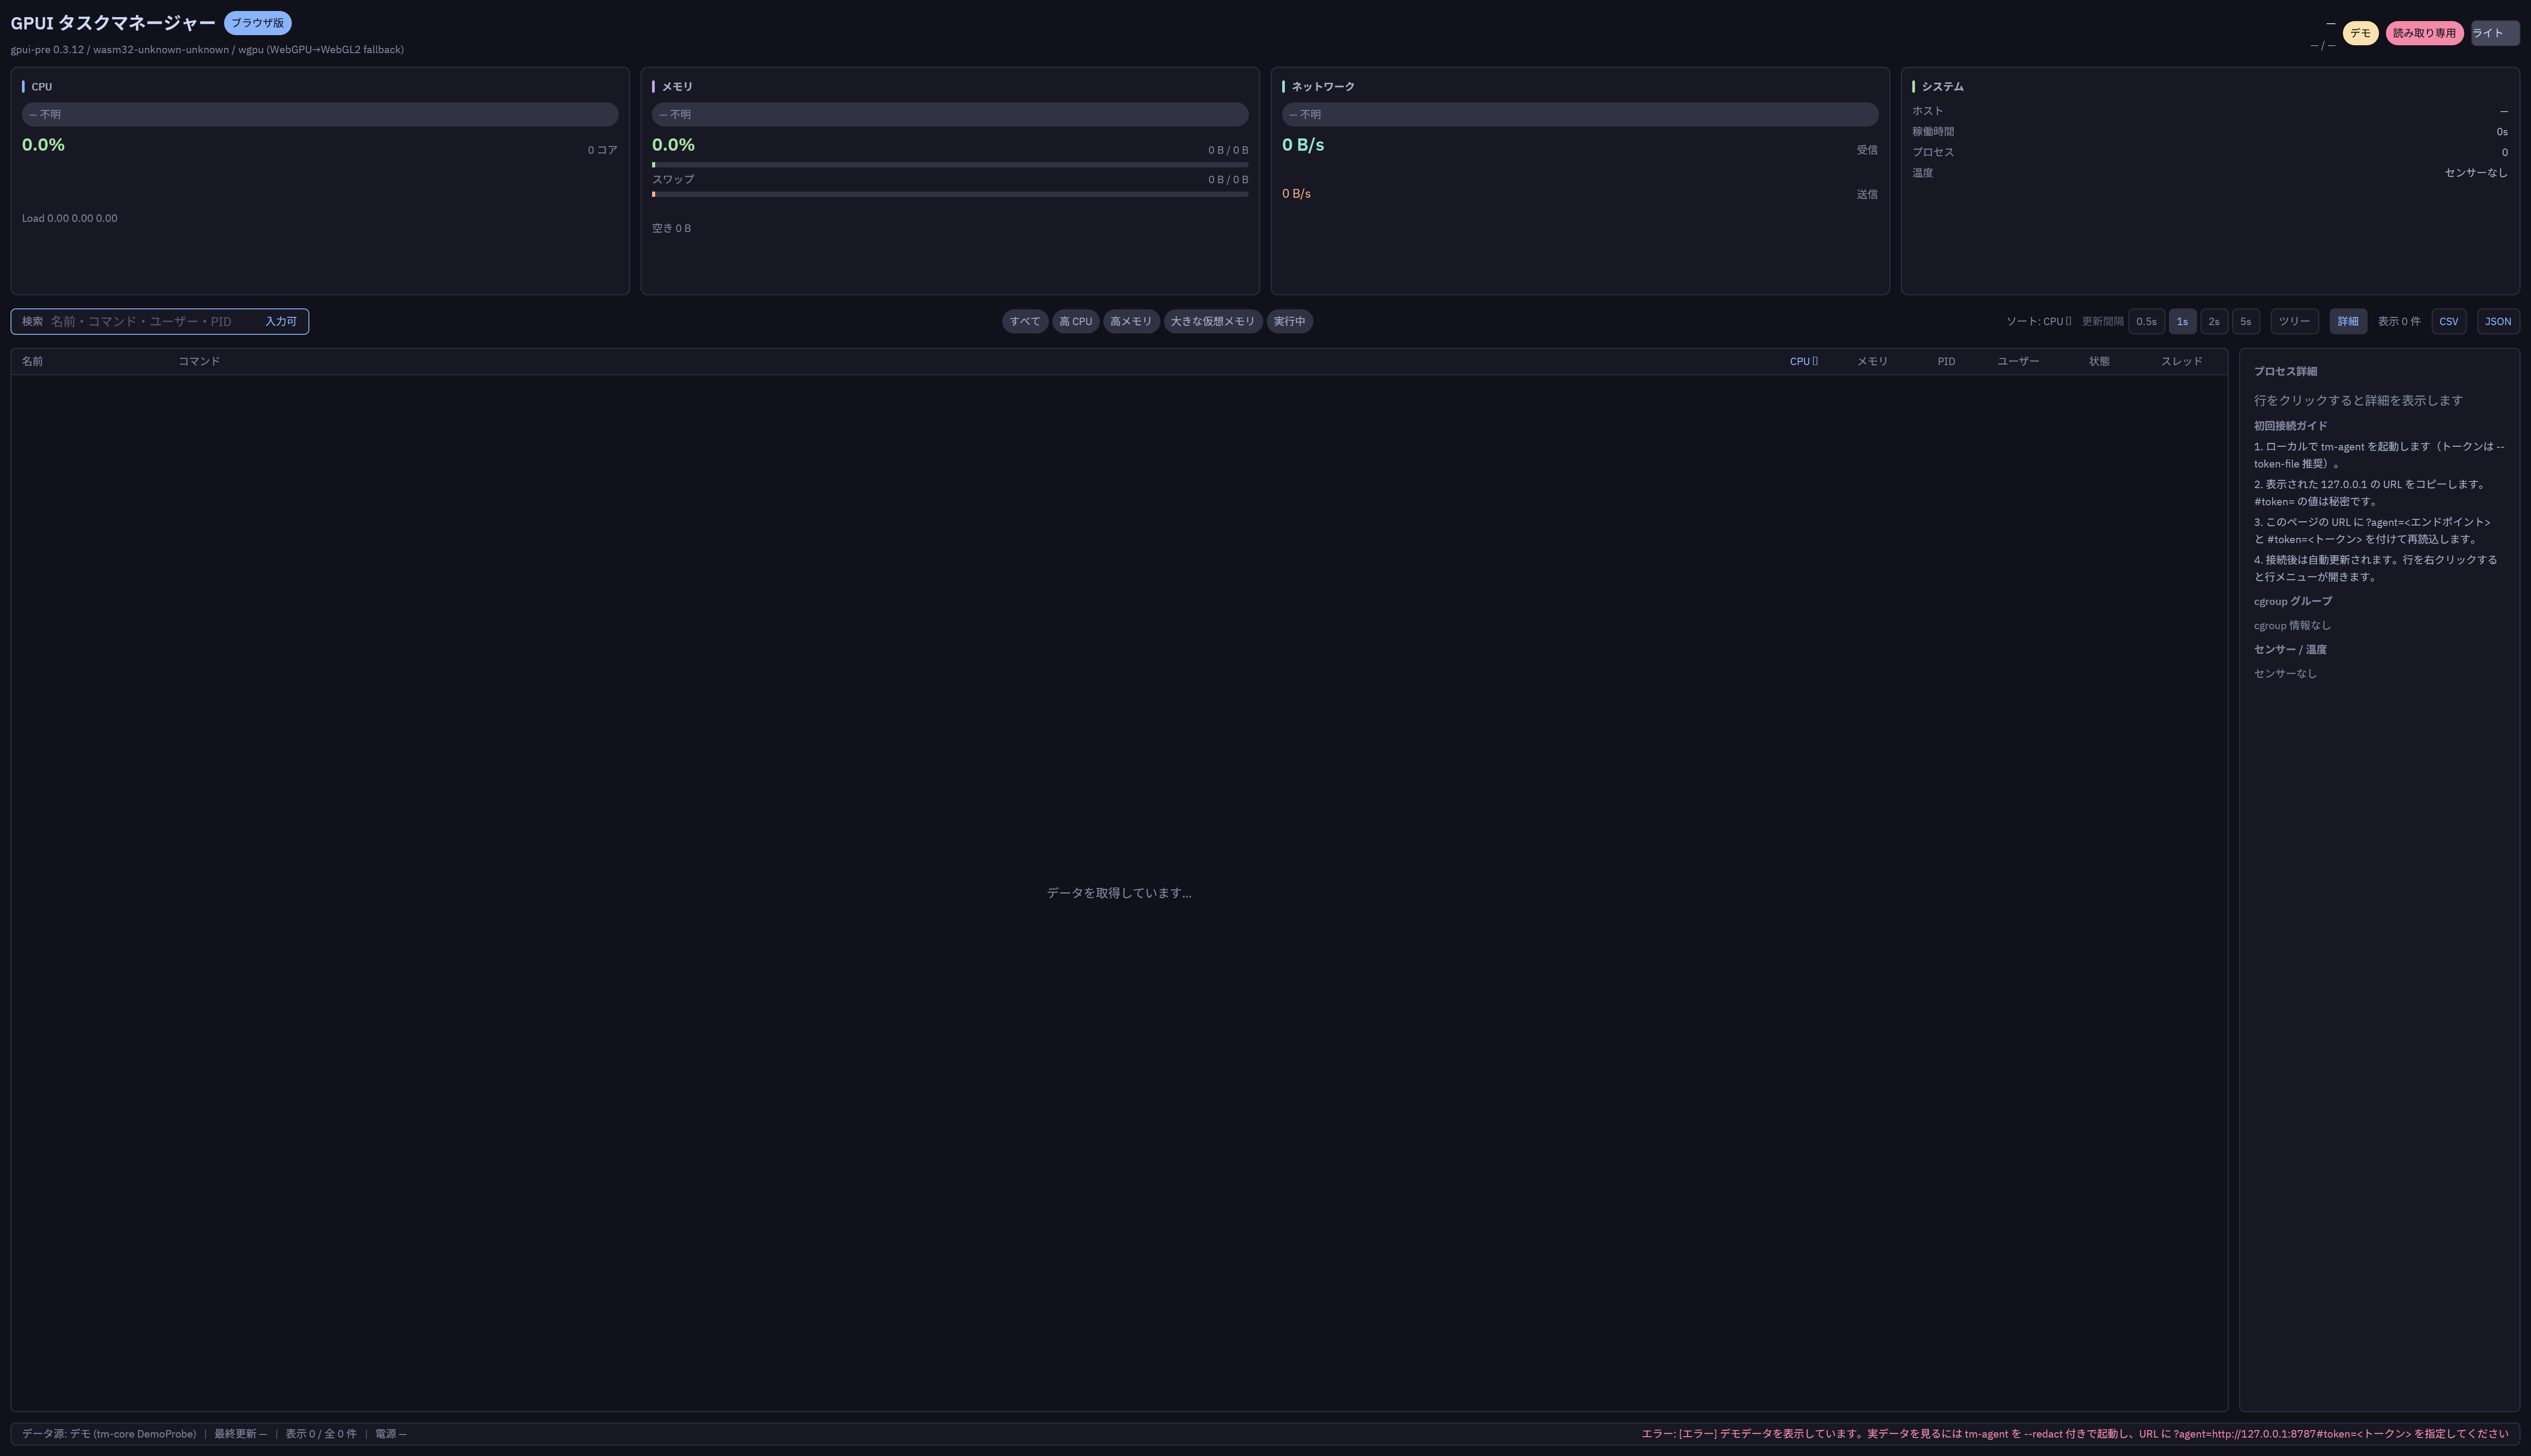 GPUI タスクマネージャー ブラウザ版
gpui-pre 0.3.12 / wasm32-unknown-unknown / wgpu (WebGPU→WebGL2 fallback)
—
— / —
デモ 読み取り専用 ライト
CPU
— 不明
0.0% 0 コア
Load 0.00 0.00 0.00
メモリ
— 不明
0.0% 0 B / 0 B
スワップ 0 B / 0 B
空き 0 B
ネットワーク
— 不明
0 B/s 受信
0 B/s 送信
システム
ホスト —
稼働時間 0s
プロセス 0
温度 センサーなし
検索 名前・コマンド・ユーザー・PID 入力可 すべて 高 CPU 高メモリ 大きな仮想メモリ 実行中 ソート: CPU 更新間隔 0.5s 1s 2s 5s ツリー 詳細 表示 0 件 CSV JSON
名前 コマンド CPU メモリ PID ユーザー 状態 スレッド
データを取得しています...
プロセス詳細
行をクリックすると詳細を表示します
初回接続ガイド
1. ローカルで tm-agent を起動します（トークンは --
token-file 推奨）。
2. 表示された 127.0.0.1 の URL をコピーします。
#token= の値は秘密です。
3. このページの URL に ?agent=<エンドポイント>
と #token=<トークン> を付けて再読込します。
4. 接続後は自動更新されます。行を右クリックする
と行メニューが開きます。
cgroup グループ
cgroup 情報なし
センサー / 温度
センサーなし
データ源: デモ (tm-core DemoProbe) | 最終更新 — | 表示 0 / 全 0 件 | 電源 — エラー: [エラー] デモデータを表示しています。実データを見るには tm-agent を --redact 付きで起動し、URL に ?agent=http://127.0.0.1:8787#token=<トークン> を指定してください